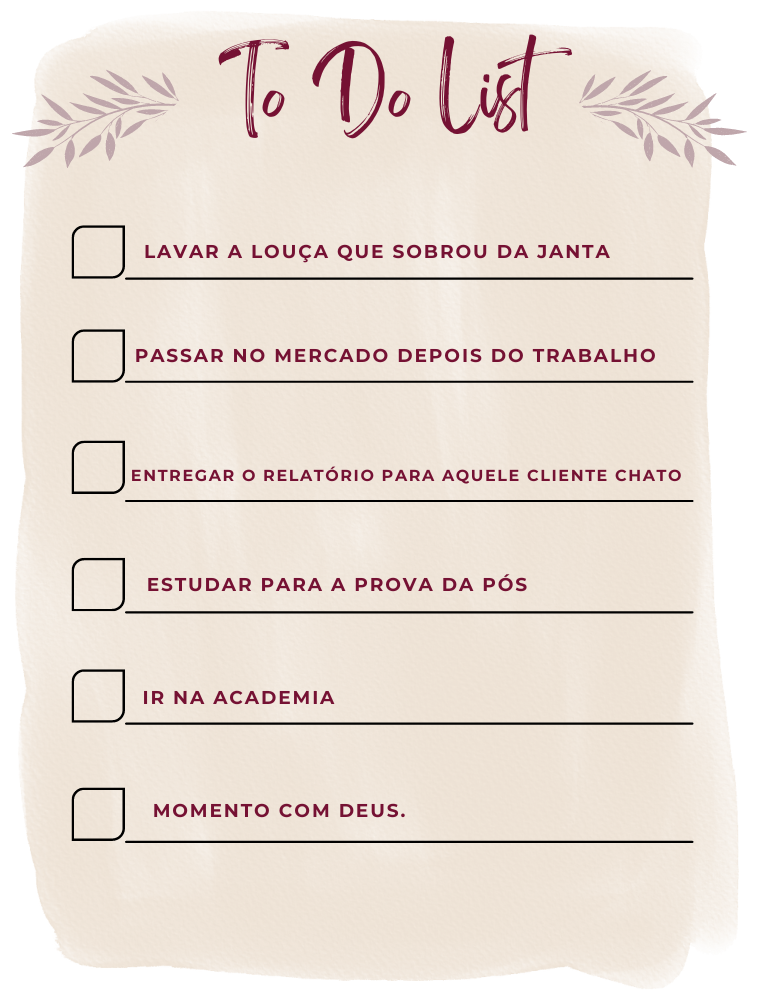 To Do List
LAVAR A LOUÇA QUE SOBROU DA JANTA
PASSAR NO MERCADO DEPOIS DO TRABALHO
ENTREGAR O RELATÓRIO PARA AQUELE CLIENTE CHATO
ESTUDAR PARA A PROVA DA PÓS
IR NA ACADEMIA
MOMENTO COM DEUS.